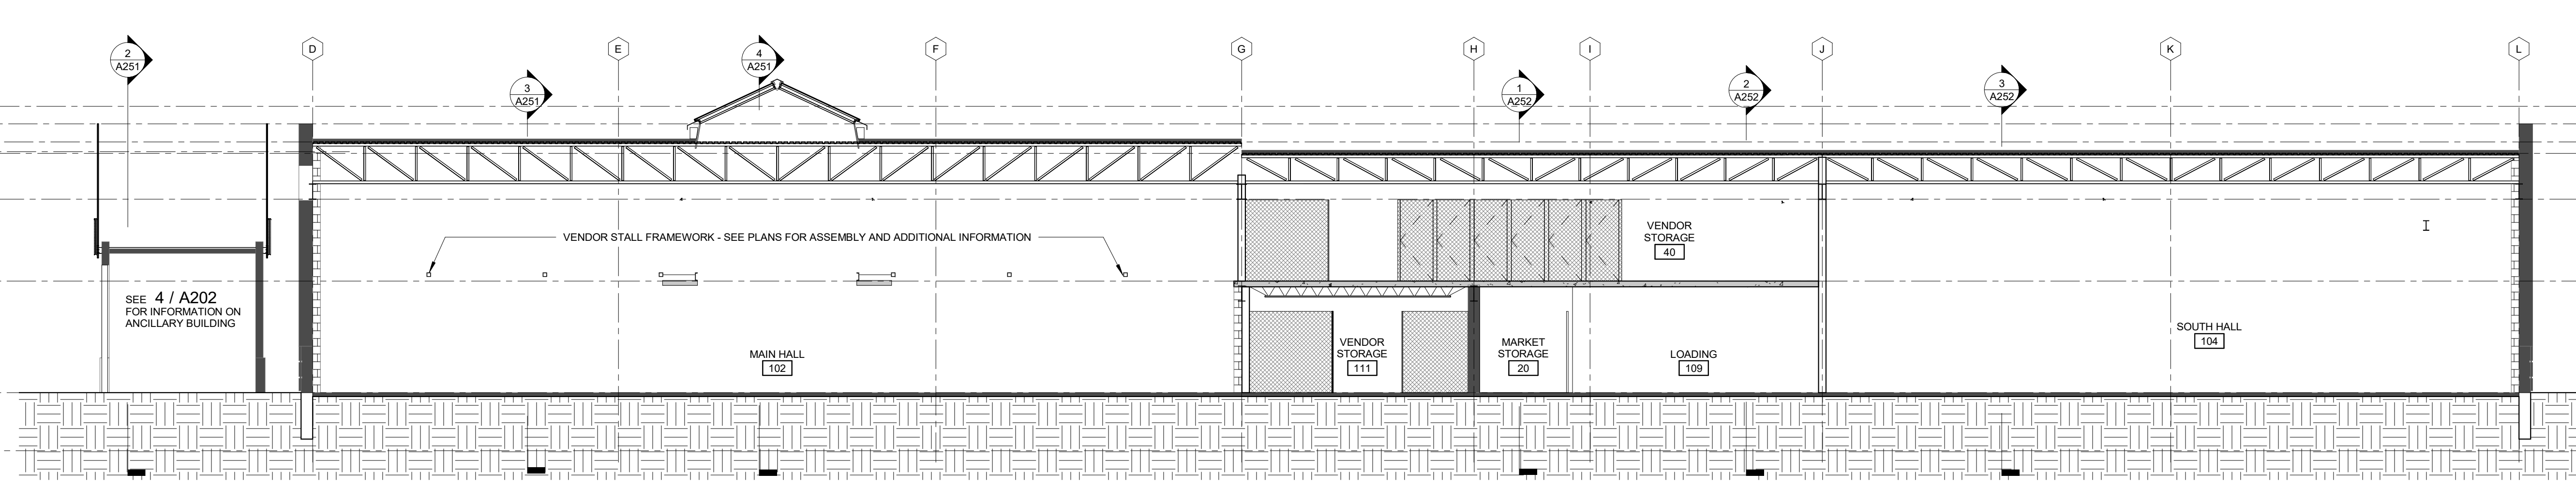 2
A251
D
3
A251
E
4
A251
F
G
H
1
A252
I
2
A252
J
3
A252
K
L
VENDOR STALL FRAMEWORK - SEE PLANS FOR ASSEMBLY AND ADDITIONAL INFORMATION
SEE 4 / A202
FOR INFORMATION ON
ANCILLARY BUILDING
MAIN HALL
102
VENDOR
STORAGE
40
VENDOR
STORAGE
111
MARKET
STORAGE
20
LOADING
109
SOUTH HALL
104